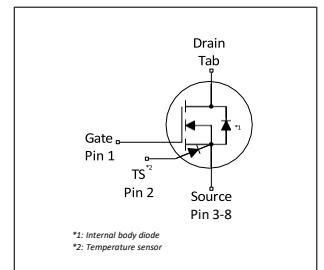 Drain
Tab
*1
Gate
Pin 1
TS*2
Pin 2
Source
Pin 3-8
*1: Internal body diode
*2: Temperature sensor